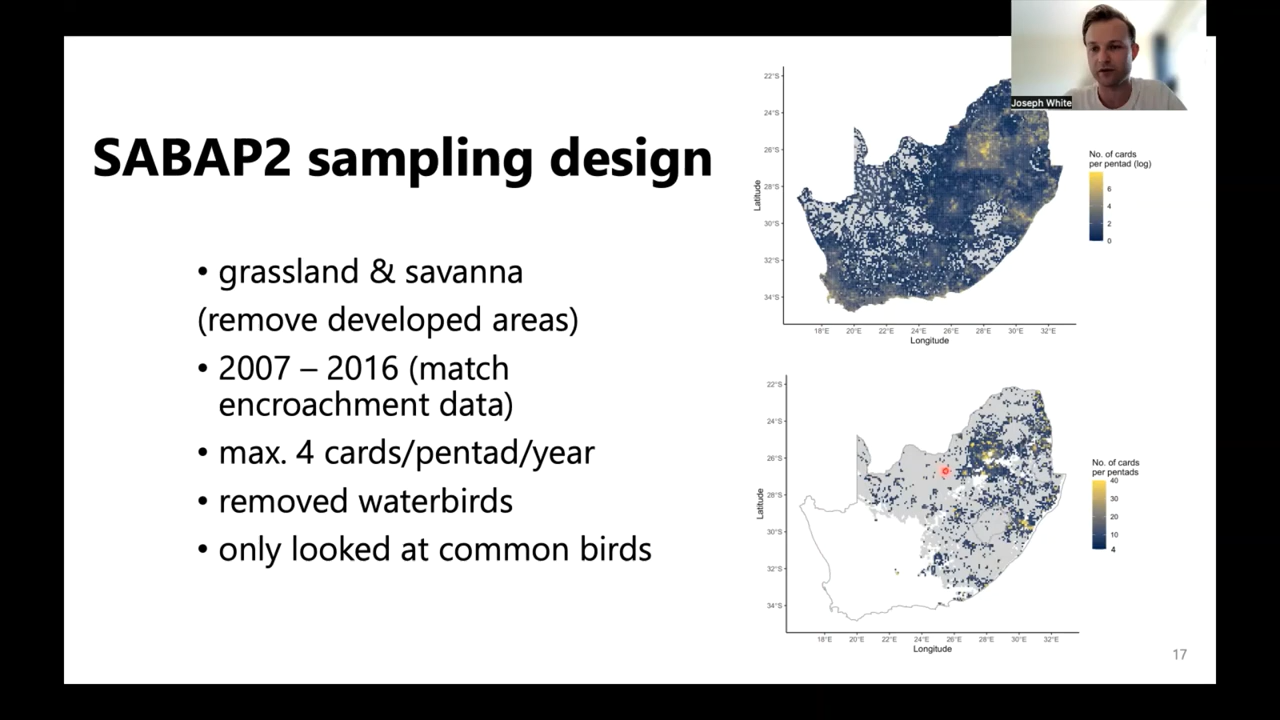 Joseph White
SABAP2 sampling design
• grassland & savanna
(remove developed areas)
• 2007 – 2016 (match
encroachment data)
• max. 4 cards/pentad/year
• removed waterbirds
• only looked at common birds
22°S
24°S
26°S
28°S
30°S
32°S
34°S
Latitude
18°E 20°E 22°E 24°E 26°E 28°E 30°E 32°E
Longitude
No. of cards
per pentad (log)
6
4
2
0
22°S
24°S
26°S
28°S
30°S
32°S
34°S
Latitude
18°E 20°E 22°E 24°E 26°E 28°E 30°E 32°E
Longitude
No. of cards
per pentads
40
30
20
10
4
17